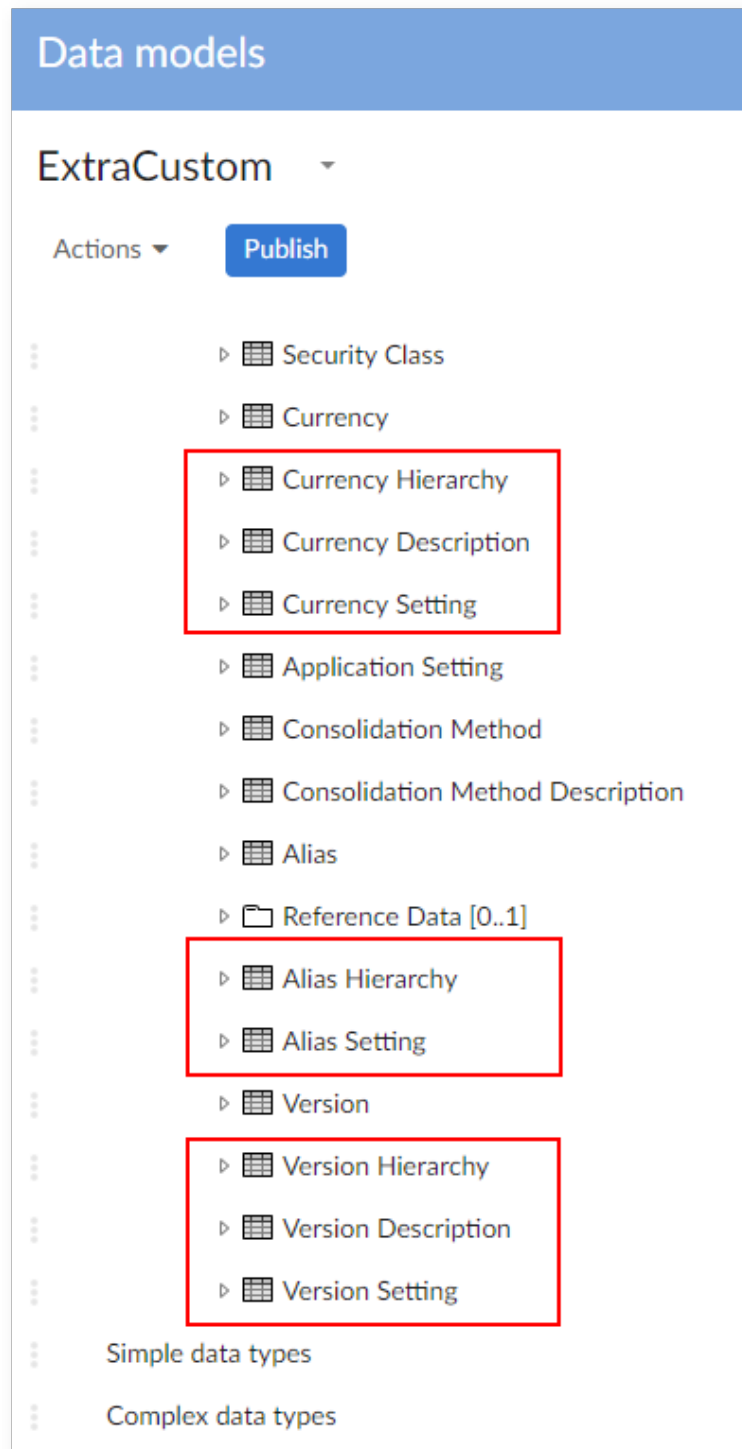 Data models
ExtraCustom
Actions
Publish
Security Class
Currency
Currency Hierarchy
Currency Description
Currency Setting
Application Setting
Consolidation Method
Consolidation Method Description
Alias
Reference Data [0..1]
Alias Hierarchy
Alias Setting
Version
Version Hierarchy
Version Description
Version Setting
Simple data types
Complex data types